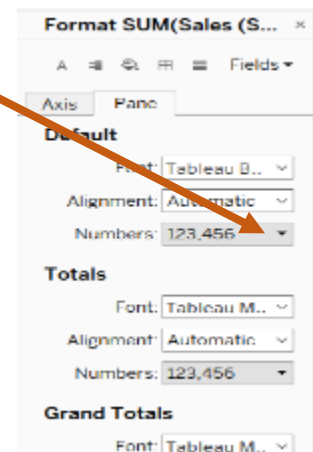 Format SUM(Sales (S... ×
A Fields
Axis Pane
Default
Font: Tableau B..
Alignment: Automatic
Numbers: 123,456
Totals
Font: Tableau M..
Alignment: Automatic
Numbers: 123,456
Grand Totals
Font: Tableau M..